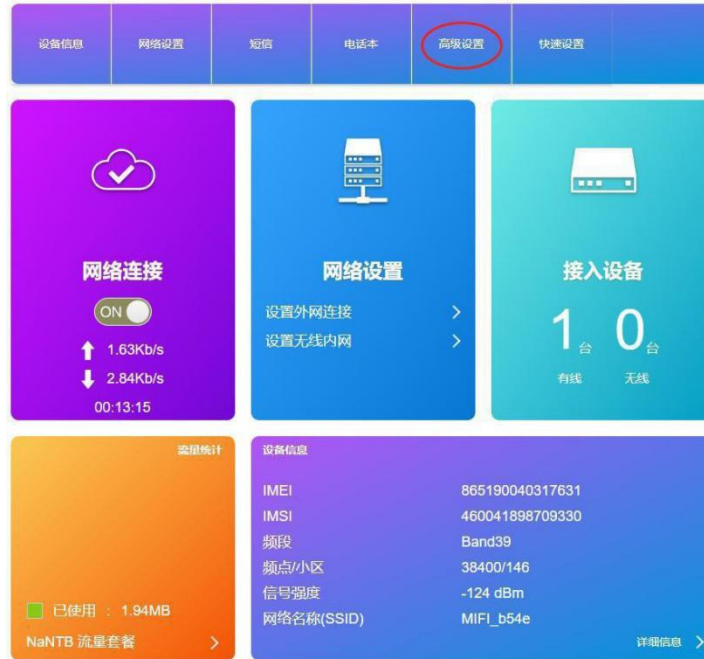 设备信息 网络设置 短信 电话本 高级设置 快速设置
网络连接
ON
1.63Kb/s
2.84Kb/s
00:13:15
网络设置
设置外网连接
设置无线内网
接入设备
1台 0台
有线 无线
流量统计
已使用 : 1.94MB
NaNTB 流量套餐
设备信息
IMEI 865190040317631
IMSI 460041898709330
频段 Band39
频点/小区 38400/146
信号强度 -124 dBm
网络名称(SSID) MIFI_b54e
详细信息